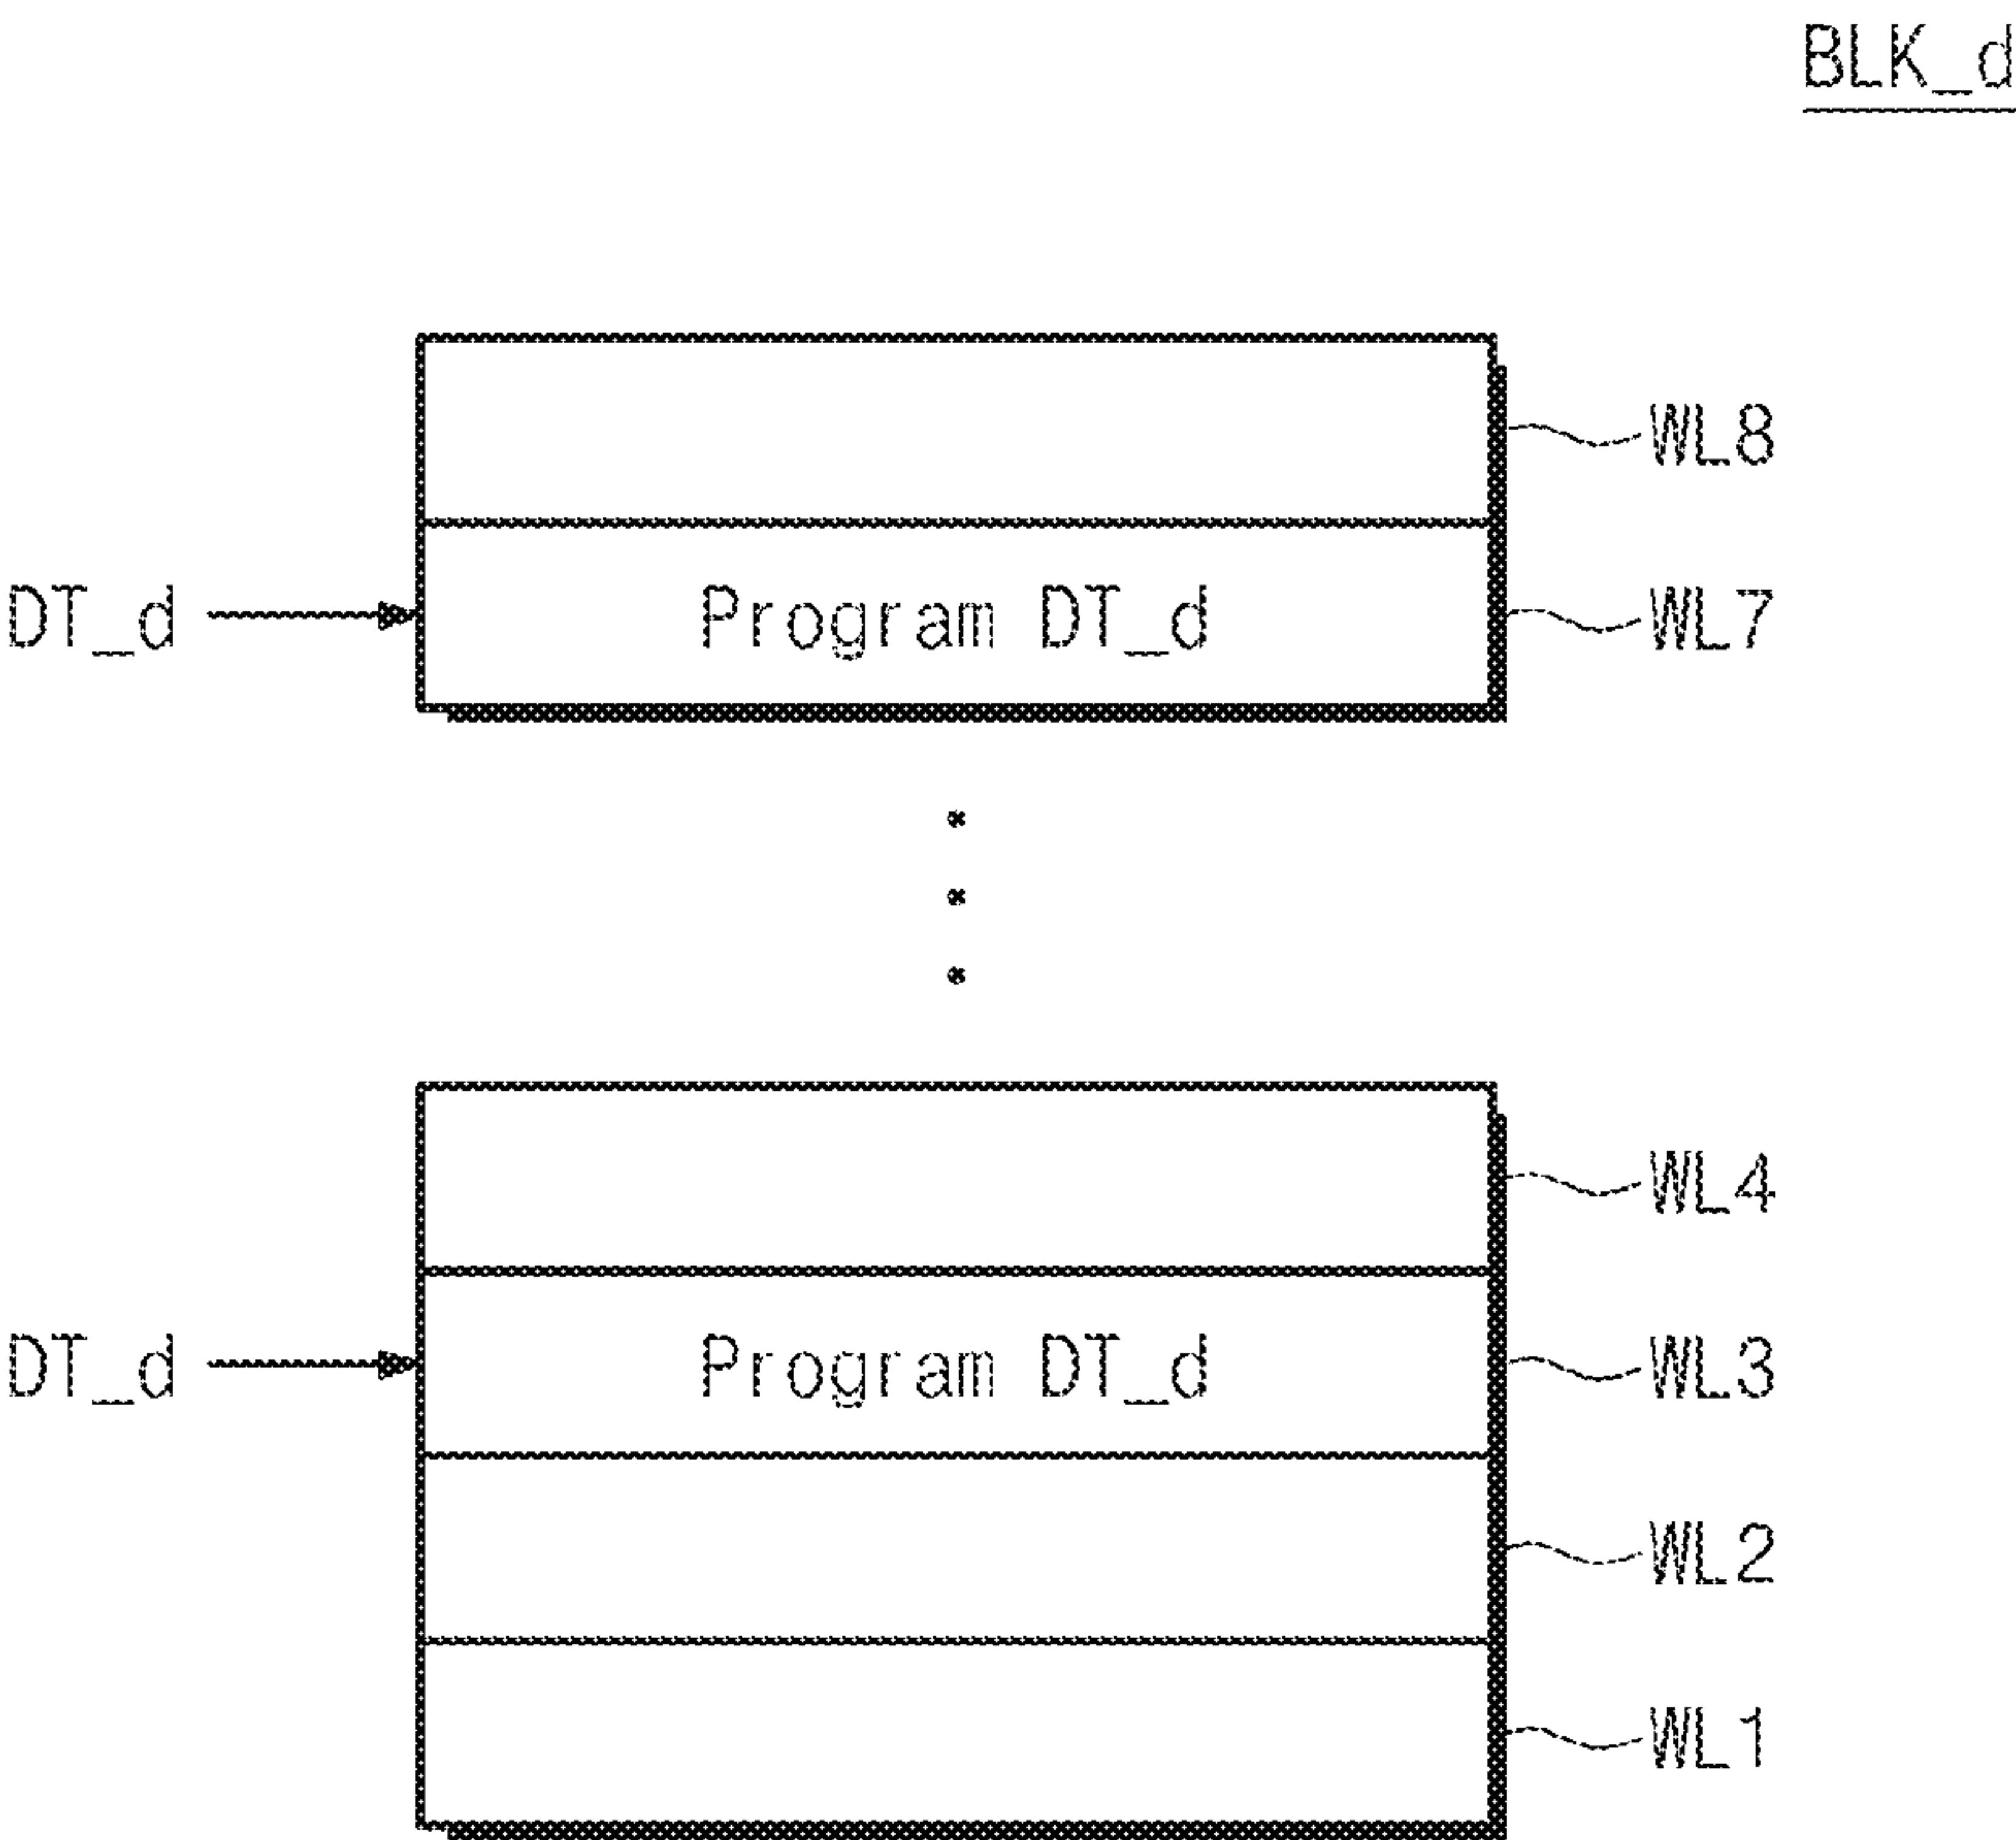 BLK_d
WL8
DT_d Program DT_d WL7
WL4
DT_d Program DT_d WL3
WL2
WL1